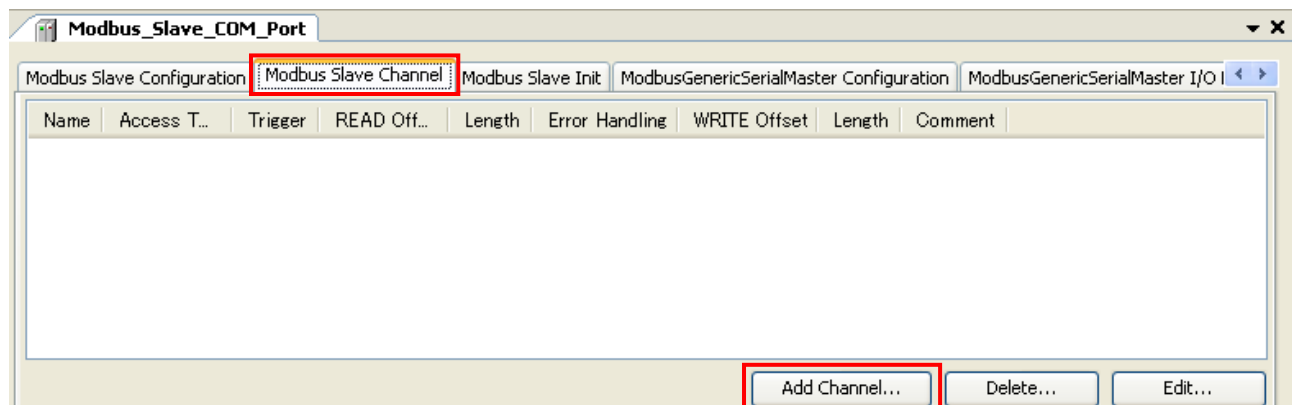 Modbus_Slave_COM_Port
Modbus Slave Configuration Modbus Slave Channel Modbus Slave Init ModbusGenericSerialMaster Configuration ModbusGenericSerialMaster I/O
Name Access T... Trigger READ Off... Length Error Handling WRITE Offset Length Comment
Add Channel... Delete... Edit...